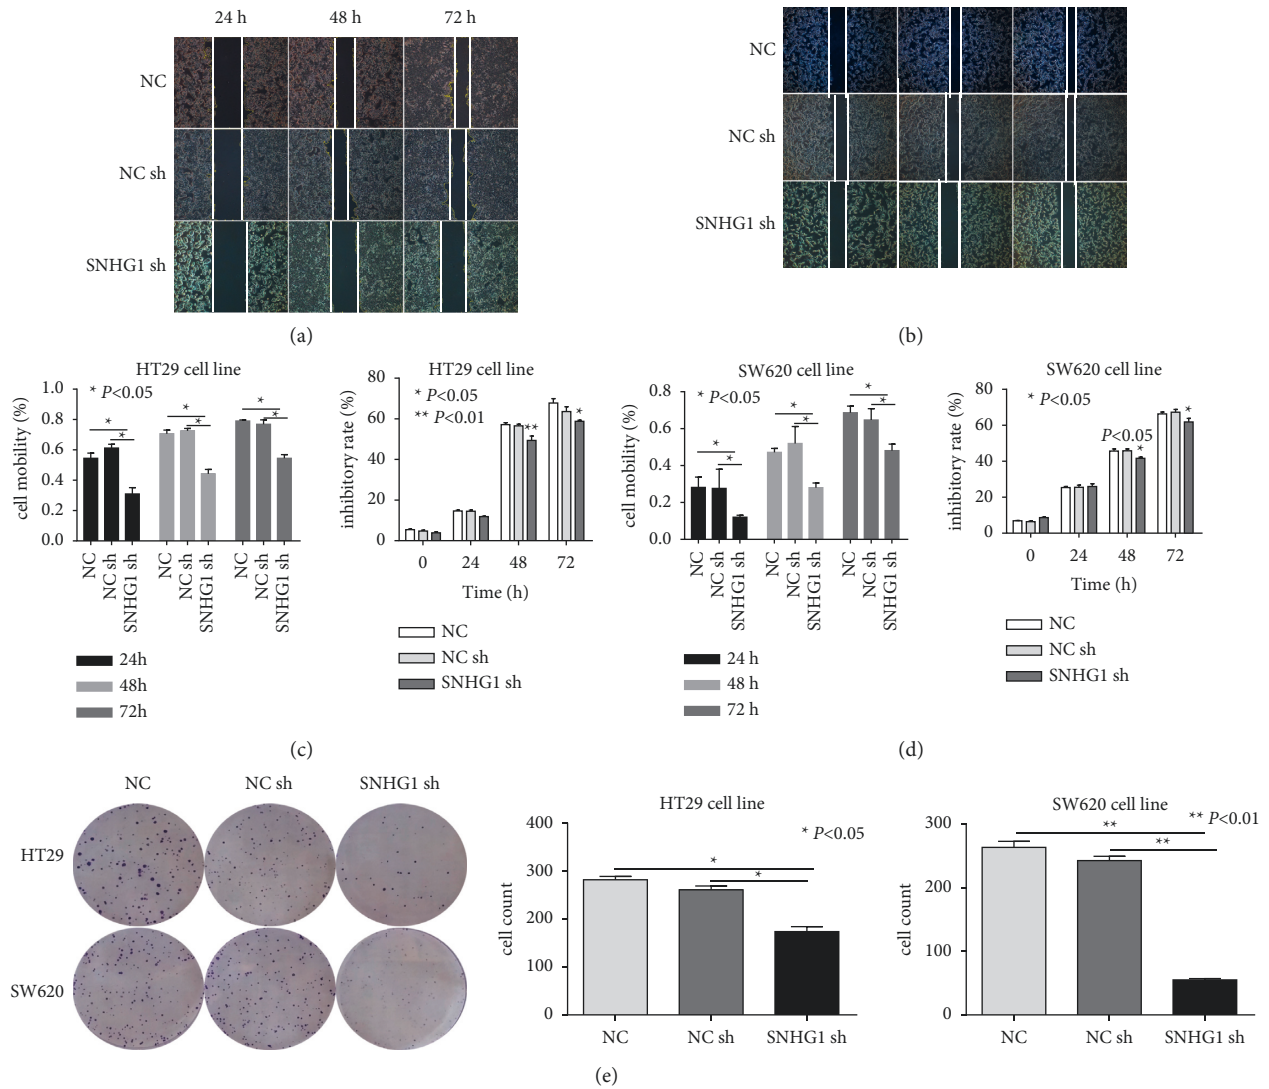 24 h 48 h 72 h
NC
NC sh
SNHG1 sh
(a)
NC
NC sh
SNHG1 sh
(b)
HT29 cell line
* P<0.05
cell mobility (%)
1.0
0.8
0.6
0.4
0.2
0.0
* * * * * *
NC NC sh SNHG1 sh NC NC sh SNHG1 sh NC NC sh SNHG1 sh
24h
48h
72h
HT29 cell line
* P<0.05
** P<0.01
inhibitory rate (%)
80
60
40
20
0
** *
0 24 48 72
Time (h)
NC
NC sh
SNHG1 sh
(c)
SW620 cell line
* P<0.05
cell mobility (%)
0.8
0.6
0.4
0.2
0.0
* * * * * *
NC NC sh SNHG1 sh NC NC sh SNHG1 sh NC NC sh SNHG1 sh
24 h
48 h
72 h
SW620 cell line
* P<0.05
inhibitory rate (%)
80
60
40
20
0
P<0.05
* *
0 24 48 72
Time (h)
NC
NC sh
SNHG1 sh
(d)
NC NC sh SNHG1 sh
HT29
SW620
HT29 cell line
* P<0.05
cell count
400
300
200
100
0
*
*
NC NC sh SNHG1 sh
SW620 cell line
** P<0.01
cell count
300
200
100
0
**
**
NC NC sh SNHG1 sh
(e)